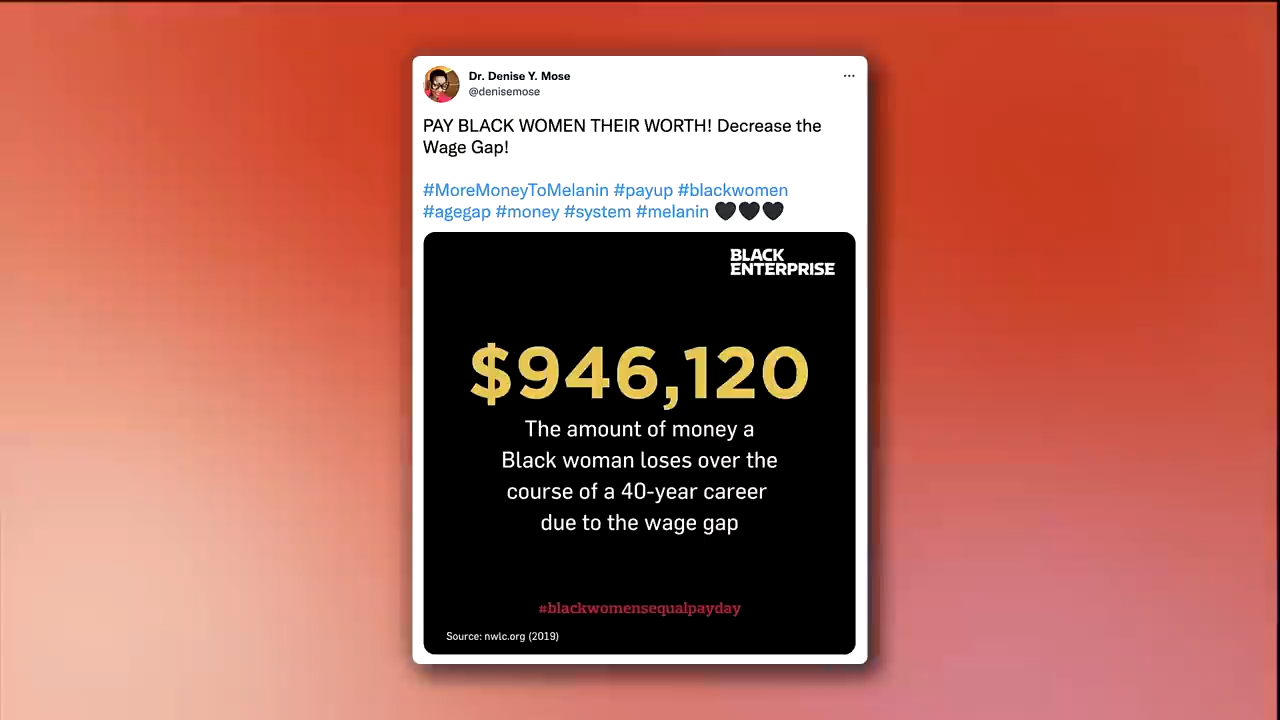 Dr. Denise Y. Mose
@denisemose
PAY BLACK WOMEN THEIR WORTH! Decrease the
Wage Gap!
#MoreMoneyToMelanin #payup #blackwomen
#agegap #money #system #melanin 🖤🖤🖤
BLACK
ENTERPRISE
$946,120
The amount of money a
Black woman loses over the
course of a 40-year career
due to the wage gap
#blackwomensequalpayday
Source: nwlc.org (2019)